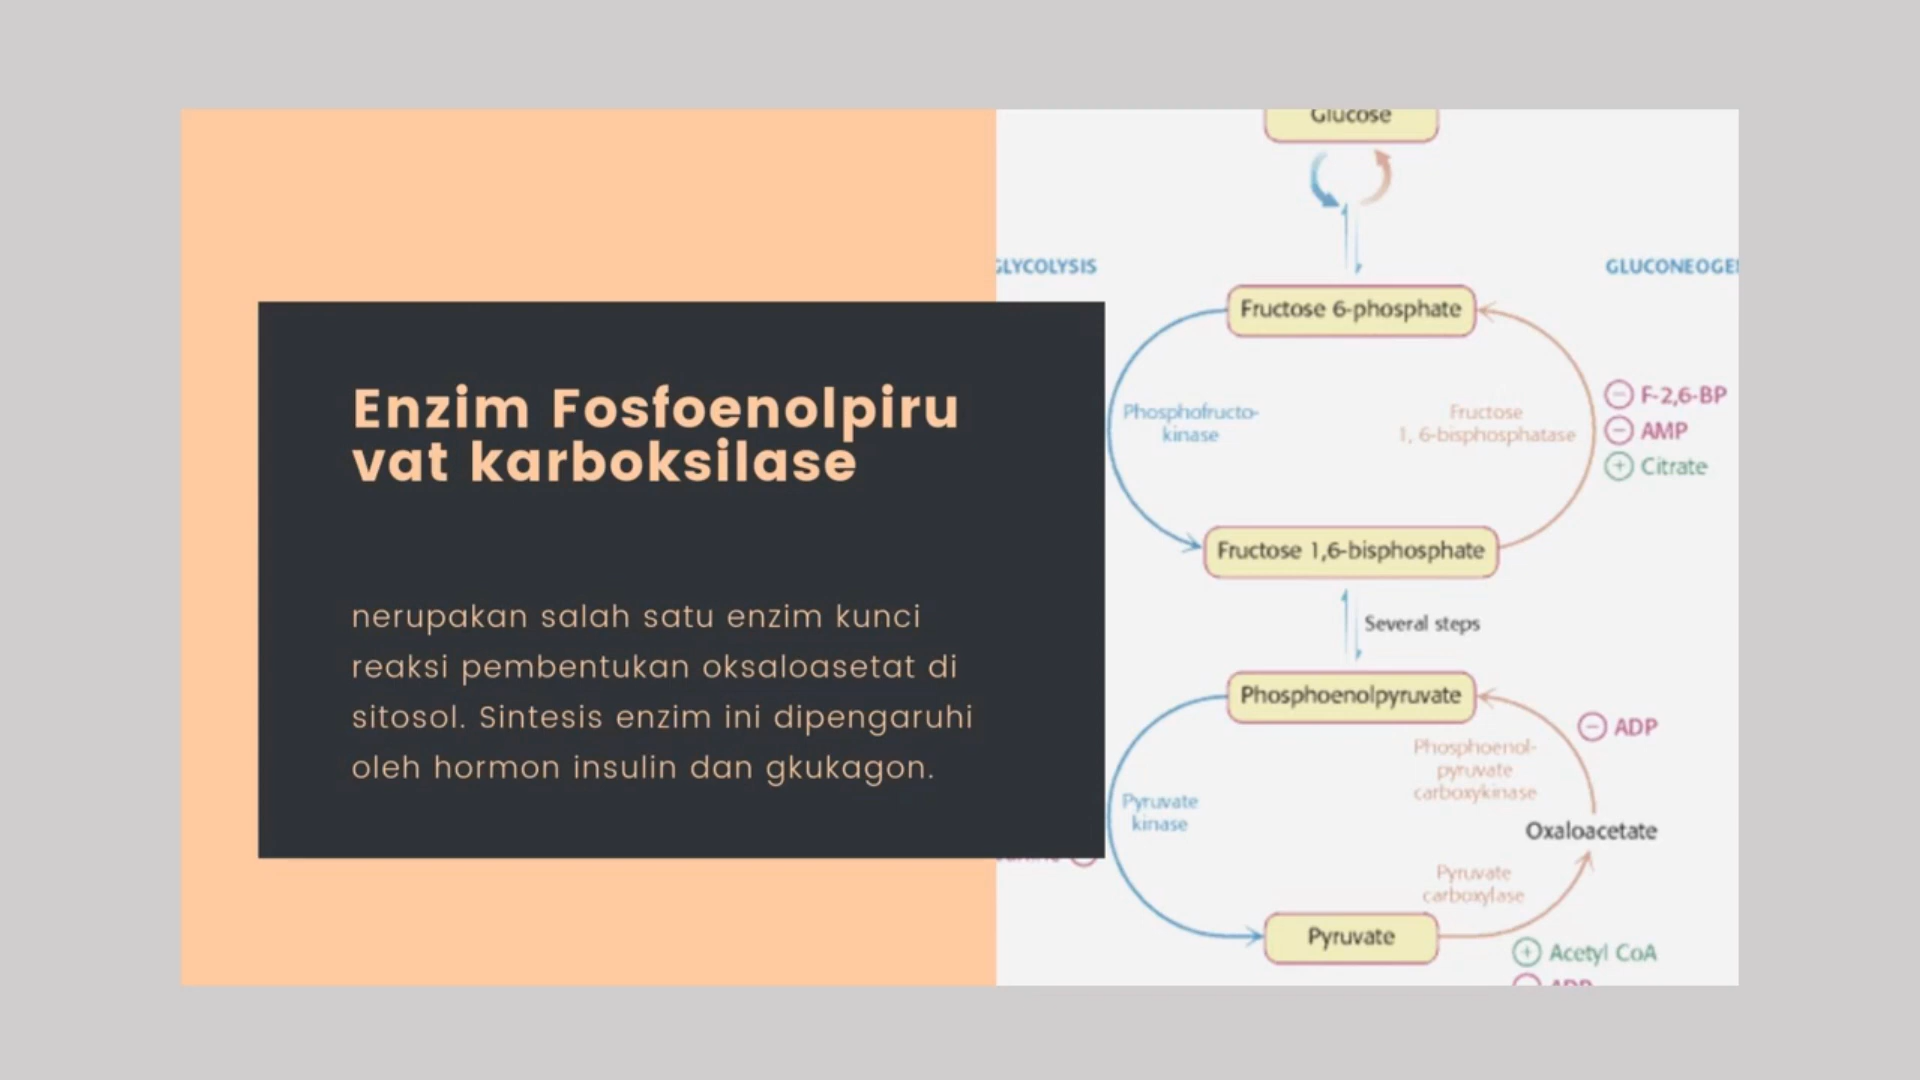 Enzim Fosfoenolpiru
vat karboksilase
nerupakan salah satu enzim kunci
reaksi pembentukan oksaloasetat di
sitosol. Sintesis enzim ini dipengaruhi
oleh hormon insulin dan gkukagon.
Glucose
GLYCOLYSIS
GLUCONEOGE
Fructose 6-phosphate
Phosphofructo-
kinase
Fructose
1, 6-bisphosphatase
− F-2,6-BP
− AMP
+ Citrate
Fructose 1,6-bisphosphate
Several steps
Phosphoenolpyruvate
− ADP
Phosphoenol-
pyruvate
carboxykinase
Pyruvate
kinase
Oxaloacetate
Pyruvate
carboxylase
Pyruvate
+ Acetyl CoA
− ADP